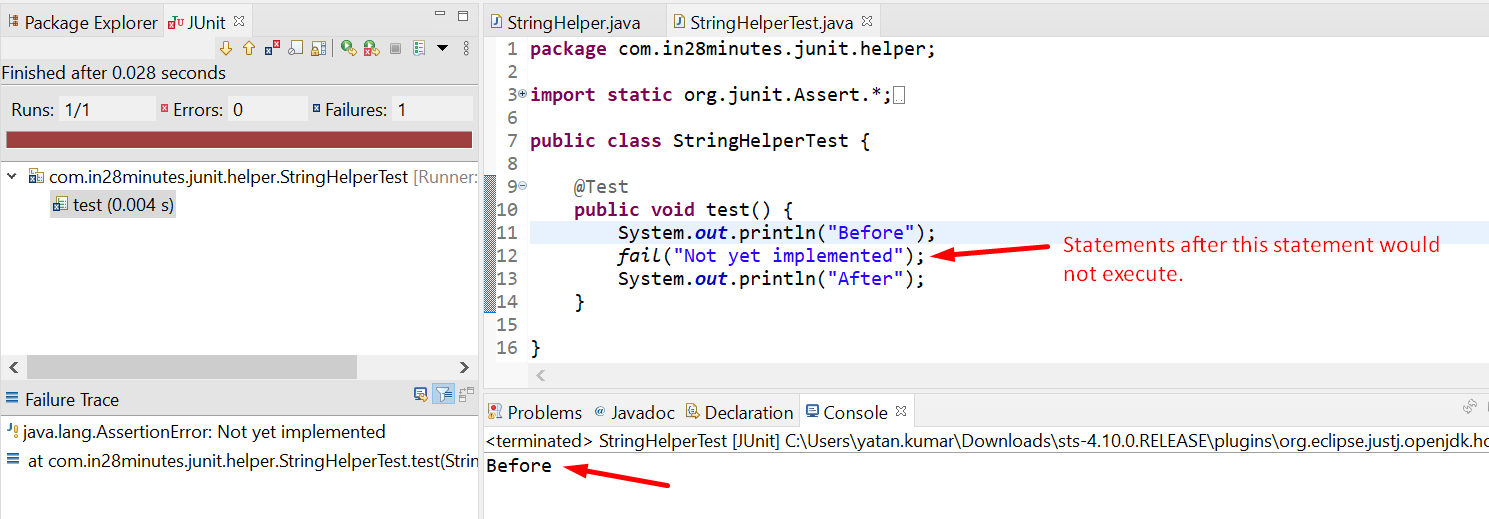 Package Explorer JUnit
Finished after 0.028 seconds
Runs: 1/1 Errors: 0 Failures: 1
com.in28minutes.junit.helper.StringHelperTest [Runner:
test (0.004 s)
Failure Trace
java.lang.AssertionError: Not yet implemented
at com.in28minutes.junit.helper.StringHelperTest.test(Strin
StringHelper.java StringHelperTest.java
1 package com.in28minutes.junit.helper;
2
3 import static org.junit.Assert.*;
6
7 public class StringHelperTest {
8
9 @Test
10 public void test() {
11 System.out.println("Before");
12 fail("Not yet implemented");
13 System.out.println("After");
14 }
15
16 }
Statements after this statement would
not execute.
Problems @ Javadoc Declaration Console
<terminated> StringHelperTest [JUnit] C:\Users\yatan.kumar\Downloads\sts-4.10.0.RELEASE\plugins\org.eclipse.justj.openjdk.ho
Before